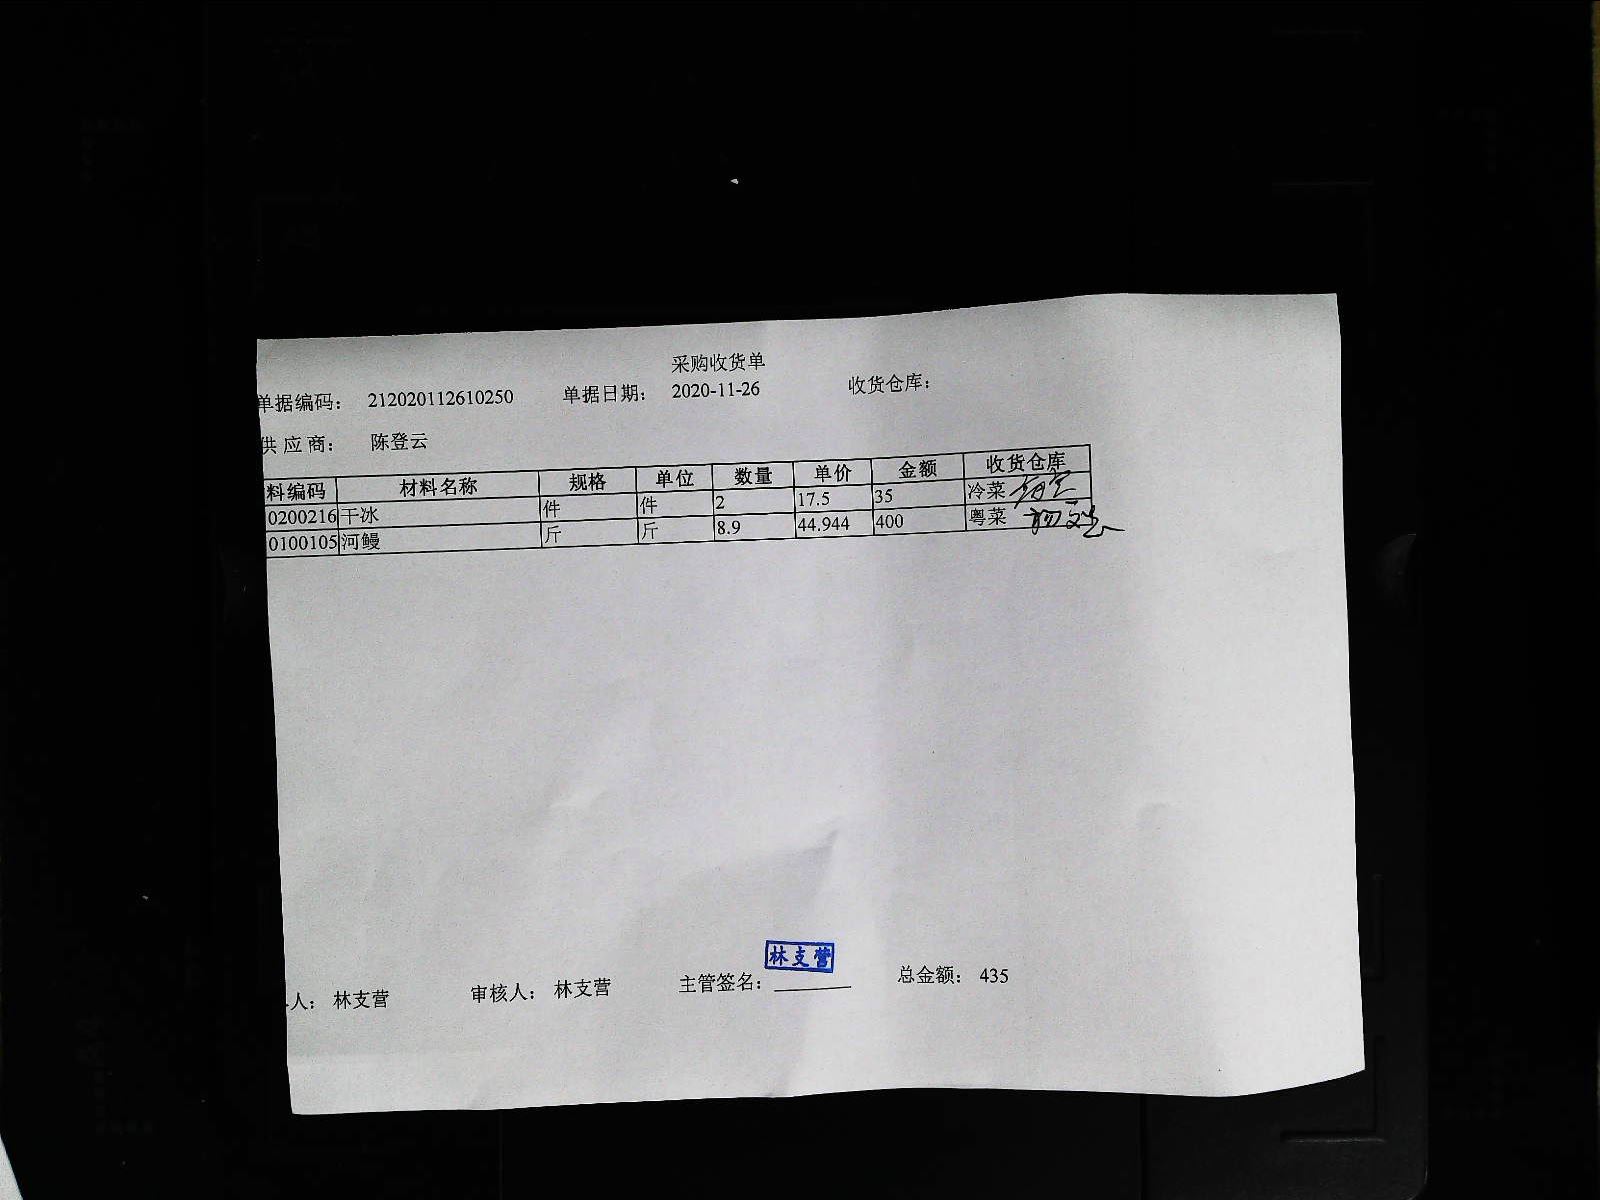 采购收货单
单据编码： 212020112610250 单据日期： 2020-11-26 收货仓库：
供 应 商： 陈登云
料编码 材料名称 规格 单位 数量 单价 金额 收货仓库
0200216 干冰 件 件 2 17.5 35 冷菜
0100105 河鳗 斤 斤 8.9 44.944 400 粤菜
林支营
人： 林支营 审核人： 林支营 主管签名： 总金额： 435